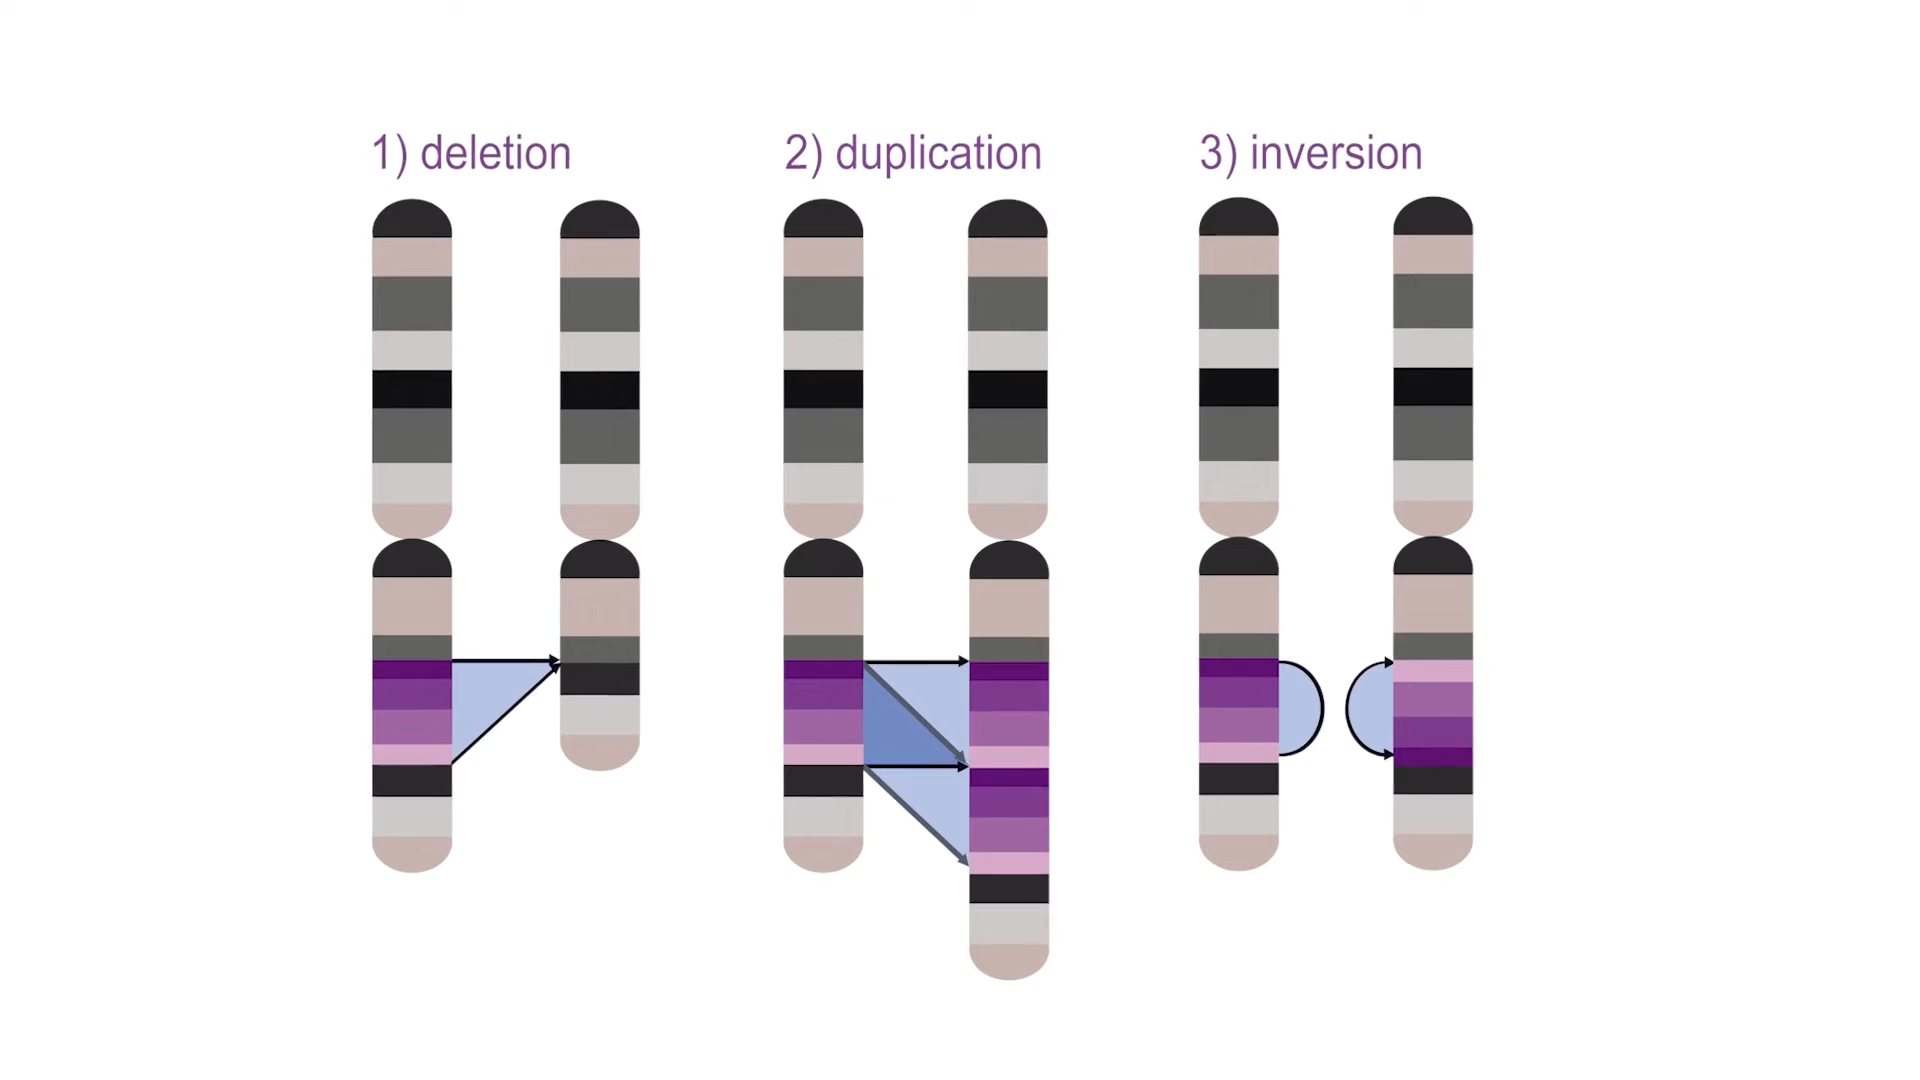 1) deletion
2) duplication
3) inversion